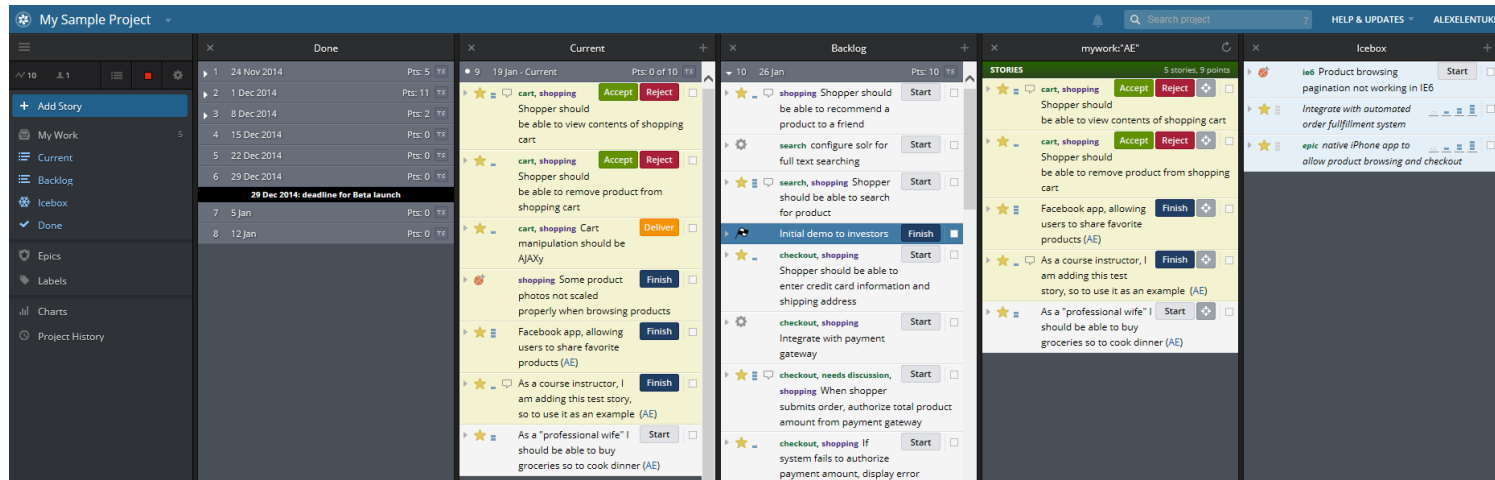 My Sample Project
Search project
?
HELP & UPDATES
ALEXELENTUKI
10
1
+ Add Story
My Work 5
Current
Backlog
Icebox
Done
Epics
Labels
Charts
Project History
× Done
1 24 Nov 2014 Pts: 5 TS
2 1 Dec 2014 Pts: 11 TS
3 8 Dec 2014 Pts: 2 TS
4 15 Dec 2014 Pts: 0 TS
5 22 Dec 2014 Pts: 0 TS
6 29 Dec 2014 Pts: 0 TS
29 Dec 2014: deadline for Beta launch
7 5 Jan Pts: 0 TS
8 12 Jan Pts: 0 TS
× Current +
9 19 Jan - Current Pts: 0 of 10 TS
cart, shopping Accept Reject
Shopper should
be able to view contents of shopping
cart
cart, shopping Accept Reject
Shopper should
be able to remove product from
shopping cart
cart, shopping Cart Deliver
manipulation should be
AJAXy
shopping Some product Finish
photos not scaled
properly when browsing products
Facebook app, allowing Finish
users to share favorite
products (AE)
As a course instructor, I Finish
am adding this test story,
so to use it as an example (AE)
As a "professional wife" I Start
should be able to buy
groceries so to cook dinner (AE)
× Backlog +
10 26 Jan Pts: 10 TS
shopping Shopper should Start
be able to recommend a
product to a friend
search configure solr for Start
full text searching
search, shopping Shopper Start
should be able to search
for product
Initial demo to investors Finish
checkout, shopping Start
Shopper should be able to
enter credit card information and
shipping address
checkout, shopping Start
Integrate with payment
gateway
checkout, needs discussion, Start
shopping When shopper
submits order, authorize total product
amount from payment gateway
checkout, shopping If Start
system fails to authorize
payment amount, display error
× mywork:"AE"
STORIES 5 stories, 9 points
cart, shopping Accept Reject
Shopper should
be able to view contents of shopping cart
cart, shopping Accept Reject
Shopper should
be able to remove product from shopping
cart
Facebook app, allowing Finish
users to share favorite
products (AE)
As a course instructor, I Finish
am adding this test
story, so to use it as an example (AE)
As a "professional wife" I Start
should be able to buy
groceries so to cook dinner (AE)
× Icebox +
ie6 Product browsing Start
pagination not working in IE6
Integrate with automated
order fullfillment system
epic native iPhone app to
allow product browsing and checkout